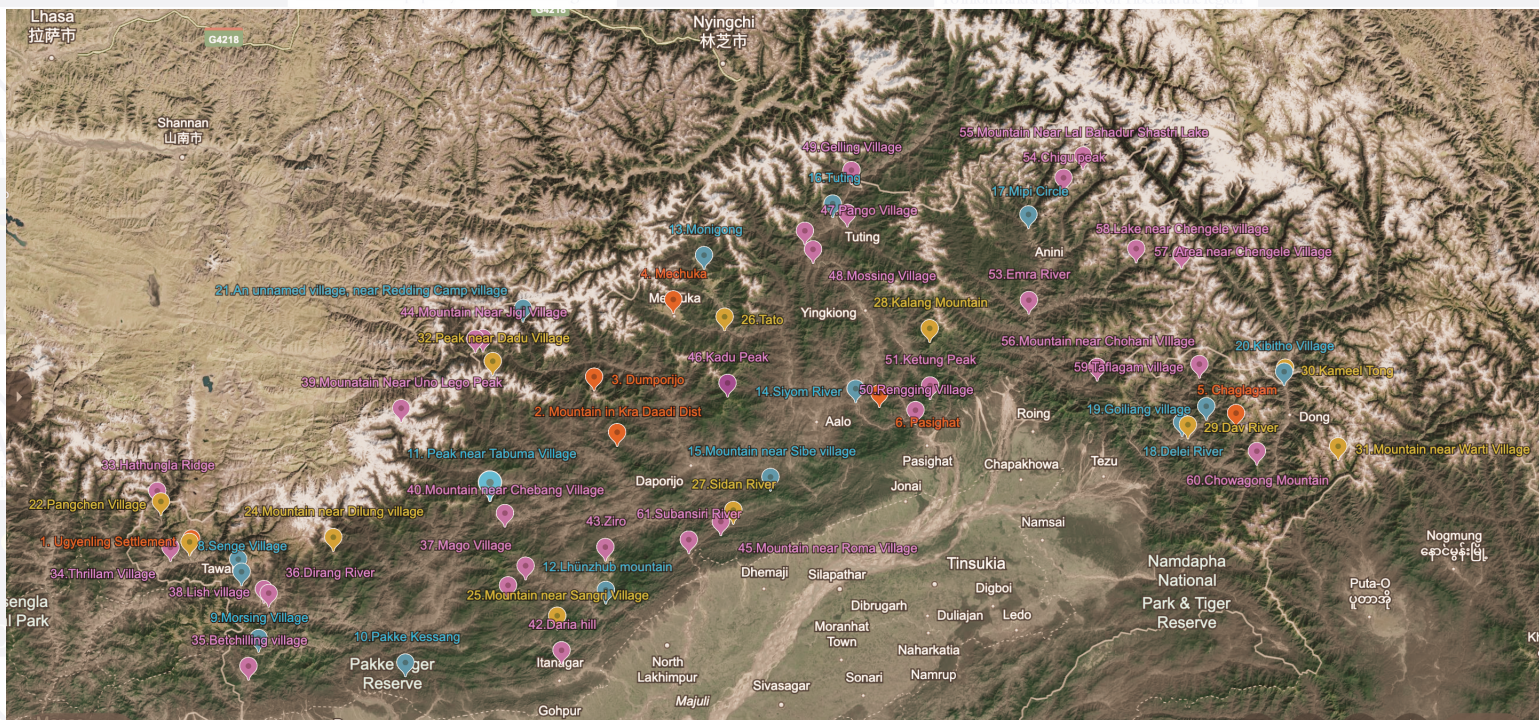 Lhasa
拉萨市
G4218
G4218
Nyingchi
林芝市
Shannan
山南市
55.Mountain Near Lal Bahadur Shastri Lake
49.Gelling Village
54.Chigu peak
16.Tuting
17.Mipi Circle
47.Pango Village
13.Monigong
Tuting
58.Lake near Chengele village
Anini
57. Area near Chengele Village
4. Mechuka
48.Mossing Village
53.Emra River
21.An unnamed village, near Redding Camp village
28.Kalang Mountain
44.Mountain Near Jigi Village
Yingkiong
26.Tato
32.Peak near Dadu Village
56.Mountain near Chohani VIllage
20.Kibitho Village
46.Kadu Peak
51.Ketung Peak
59.Taflagam village
30.Kameel Tong
39.Mounatain Near Uno Lego Peak
3. Dumporijo
14.Siyom River
50.Rengging Village
5. Chaglagam
2. Mountain in Kra Daadi Dist
Aalo
6. Pasighat
Roing
19.Goiliang village
Dong
29.Dav River
11. Peak near Tabuma Village
15.Mountain near Sibe village
18.Delei River
31.Mountain near Warti Village
33.Hathungla Ridge
Pasighat
Chapakhowa
Tezu
40.Mountain near Chebang Village
Daporijo
27.Sidan River
Jonai
60.Chowagong Mountain
22.Pangchen Village
24.Mountain near Dilung village
43.Ziro
61.Subansiri River
Namsai
1. Ugyenling Settlement
8.Senge Village
37.Mago Village
45.Mountain near Roma Village
Nogmung
နောင်မွန်းမြို့
34.Thrillam Village
36.Dirang River
12.Lhünzhub mountain
Dhemaji
Silapathar
Tinsukia
Namdapha
National
Park & Tiger
Reserve
38.Lish village
25.Mountain near Sangri Village
Digboi
Puta-O
ပူတာအို
Dibrugarh
Duliajan
Ledo
9.Morsing Village
42.Daria hill
Moranhat
Town
35.Betchilling village
10.Pakke Kessang
Naharkatia
Itanagar
North
Lakhimpur
Reserve
Sonari
Namrup
Sivasagar
Majuli
Gohpur